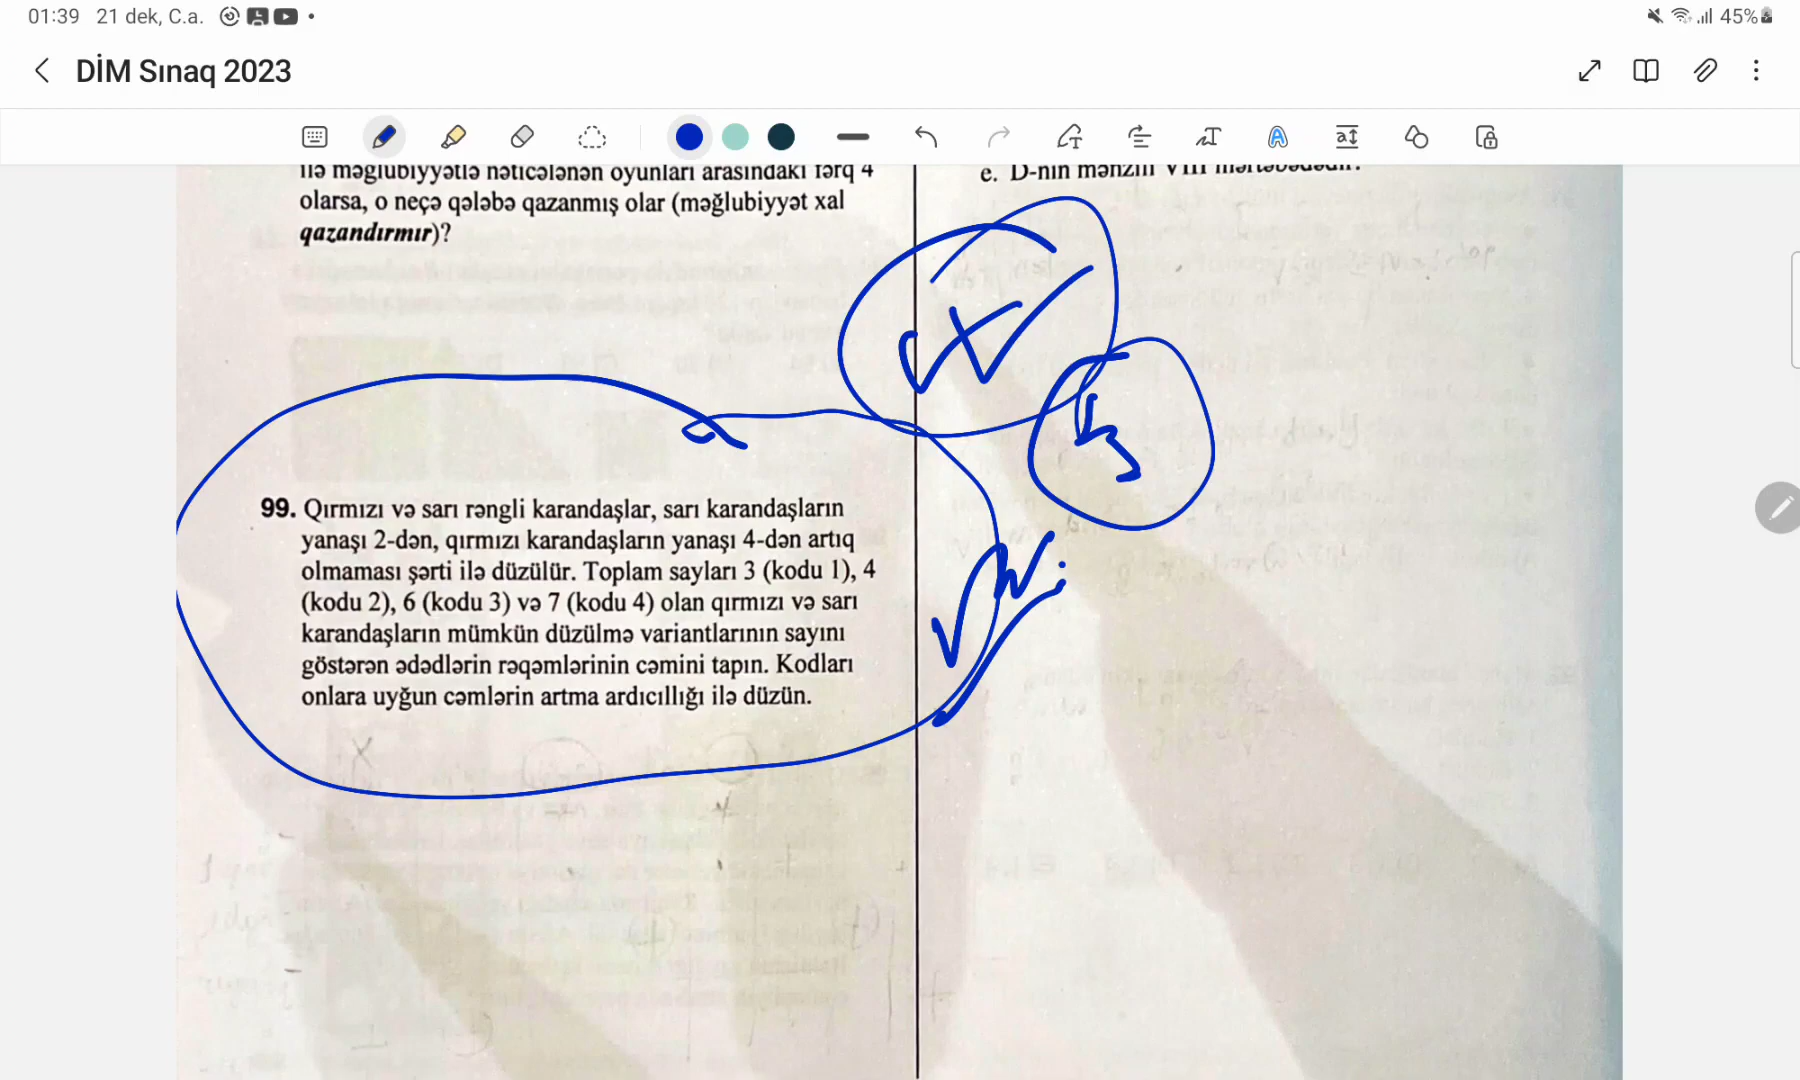 01:39 21 dek, C.a.
45%
DİM Sınaq 2023
ilə məğlubiyyətlə nəticələnən oyunları arasındakı fərq 4
olarsa, o neçə qələbə qazanmış olar (məğlubiyyət xal
qazandırmır)?
99. Qırmızı və sarı rəngli karandaşlar, sarı karandaşların
yanaşı 2-dən, qırmızı karandaşların yanaşı 4-dən artıq
olmaması şərti ilə düzülür. Toplam sayları 3 (kodu 1), 4
(kodu 2), 6 (kodu 3) və 7 (kodu 4) olan qırmızı və sarı
karandaşların mümkün düzülmə variantlarının sayını
göstərən ədədlərin rəqəmlərinin cəmini tapın. Kodları
onlara uyğun cəmlərin artma ardıcıllığı ilə düzün.
e. D-nin mənzili VIII mərtəbədədir.